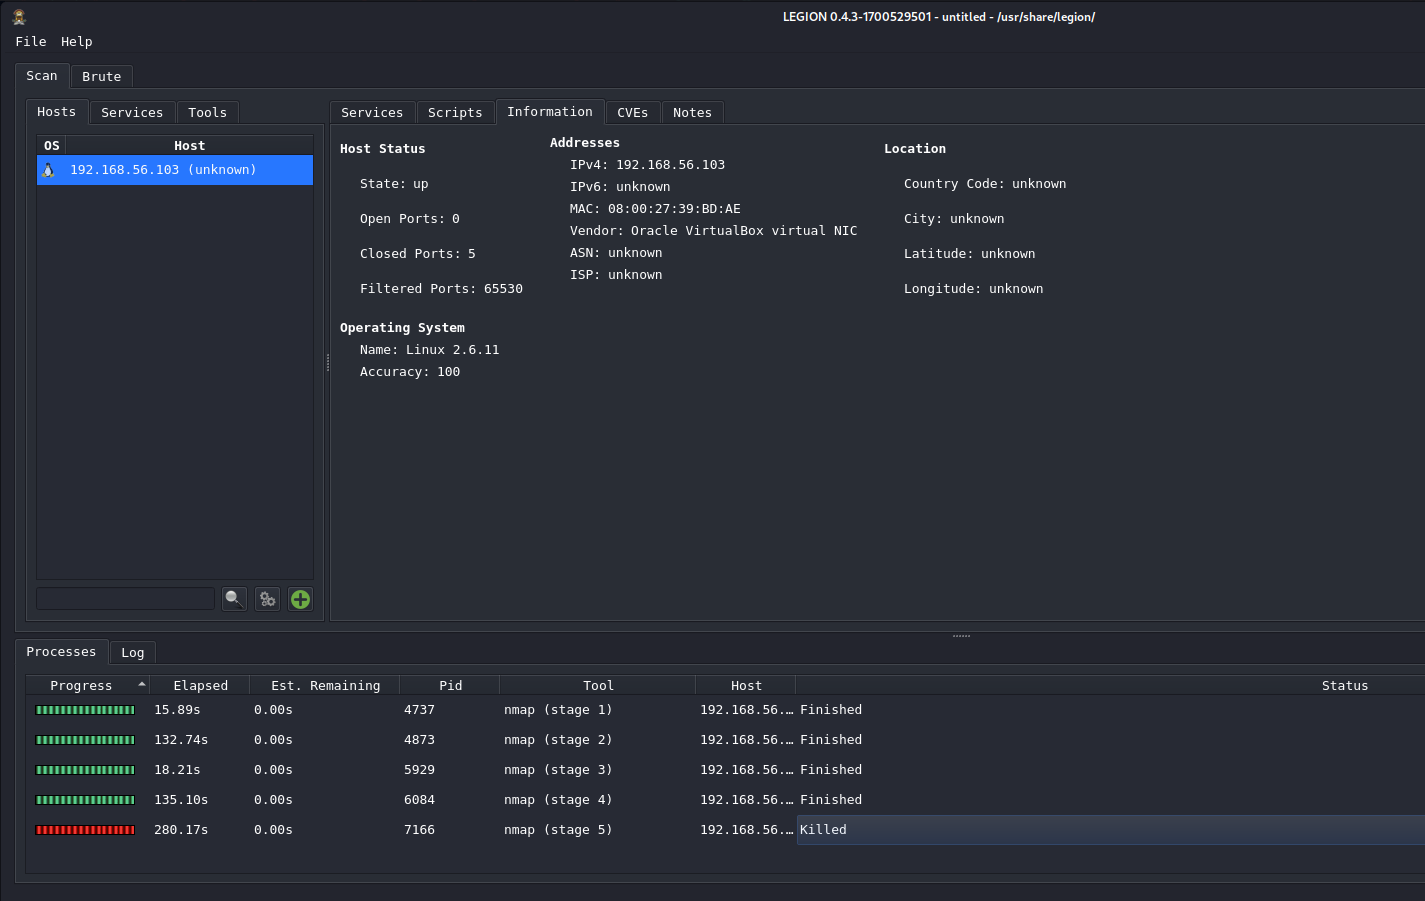 LEGION 0.4.3-1700529501 - untitled - /usr/share/legion/
File Help
Scan Brute
Hosts Services Tools
OS Host
192.168.56.103 (unknown)
Services Scripts Information CVEs Notes
Host Status
State: up
Open Ports: 0
Closed Ports: 5
Filtered Ports: 65530
Addresses
IPv4: 192.168.56.103
IPv6: unknown
MAC: 08:00:27:39:BD:AE
Vendor: Oracle VirtualBox virtual NIC
ASN: unknown
ISP: unknown
Location
Country Code: unknown
City: unknown
Latitude: unknown
Longitude: unknown
Operating System
Name: Linux 2.6.11
Accuracy: 100
Processes Log
Progress Elapsed Est. Remaining Pid Tool Host Status
15.89s 0.00s 4737 nmap (stage 1) 192.168.56.… Finished
132.74s 0.00s 4873 nmap (stage 2) 192.168.56.… Finished
18.21s 0.00s 5929 nmap (stage 3) 192.168.56.… Finished
135.10s 0.00s 6084 nmap (stage 4) 192.168.56.… Finished
280.17s 0.00s 7166 nmap (stage 5) 192.168.56.… Killed